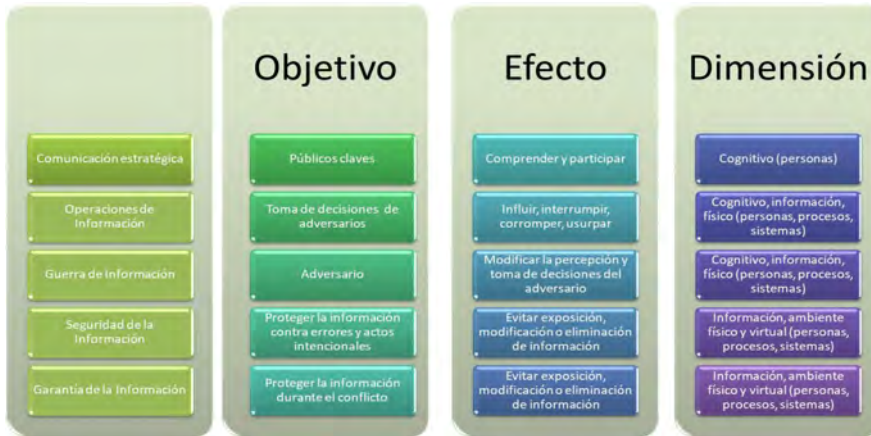 Objetivo
Efecto
Dimensión
Comunicación estratégica
Públicos claves
Comprender y participar
Cognitivo (personas)
Operaciones de
Información
Toma de decisiones de
adversarios
Influir, interrumpir,
corromper, usurpar
Cognitivo, información,
físico (personas, procesos,
sistemas)
Guerra de Información
Adversario
Modificar la percepción y
toma de decisiones del
adversario
Cognitivo, información,
físico (personas, procesos,
sistemas)
Seguridad de la
Información
Proteger la información
contra errores y actos
intencionales
Evitar exposición,
modificación o eliminación
de información
Información, ambiente
físico y virtual (personas,
procesos, sistemas)
Garantía de la Información
Proteger la información
durante el conflicto
Evitar exposición,
modificación o eliminación
de información
Información, ambiente
físico y virtual (personas,
procesos, sistemas)